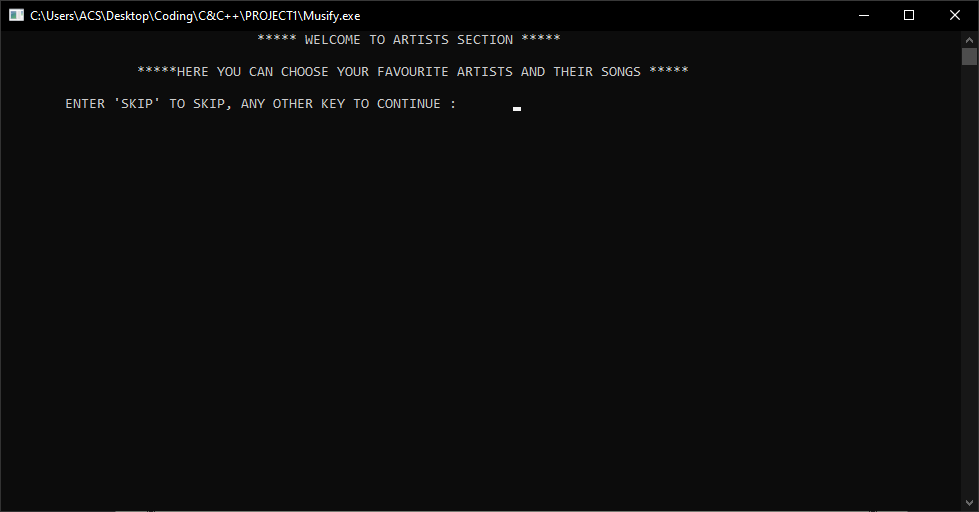 C:\Users\ACS\Desktop\Coding\C&C++\PROJECT1\Musify.exe
***** WELCOME TO ARTISTS SECTION *****
*****HERE YOU CAN CHOOSE YOUR FAVOURITE ARTISTS AND THEIR SONGS *****
ENTER 'SKIP' TO SKIP, ANY OTHER KEY TO CONTINUE :